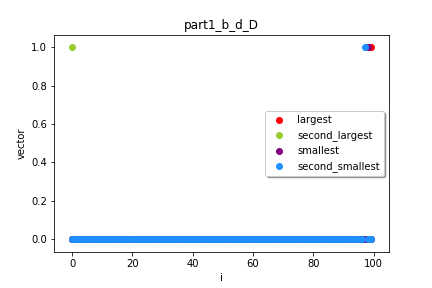 part1_b_d_D
1.0
0.8
0.6
0.4
0.2
0.0
vector
largest
second_largest
smallest
second_smallest
0 20 40 60 80 100
i